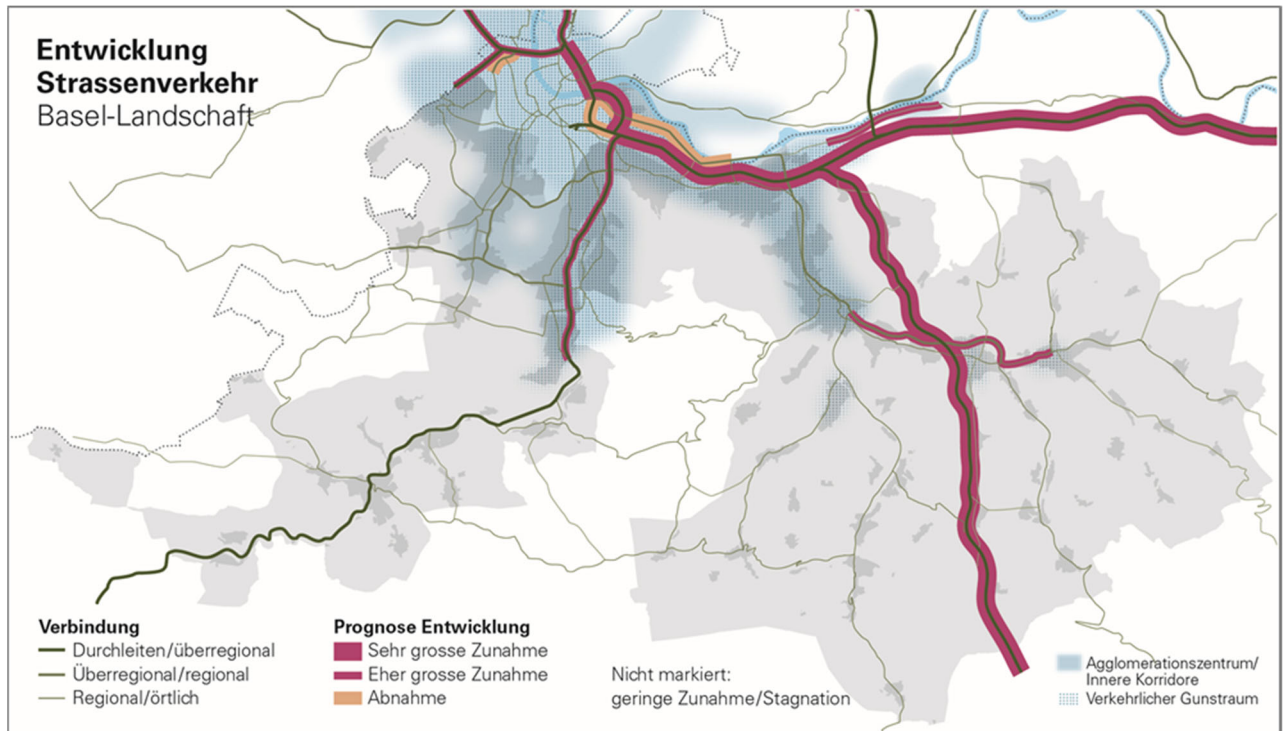 Entwicklung
Strassenverkehr
Basel-Landschaft
Verbindung
Durchleiten/überregional
Überregional/regional
Regional/örtlich
Prognose Entwicklung
Sehr grosse Zunahme
Eher grosse Zunahme
Abnahme
Nicht markiert:
geringe Zunahme/Stagnation
Agglomerationszentrum/
Innere Korridore
Verkehrlicher Gunstraum